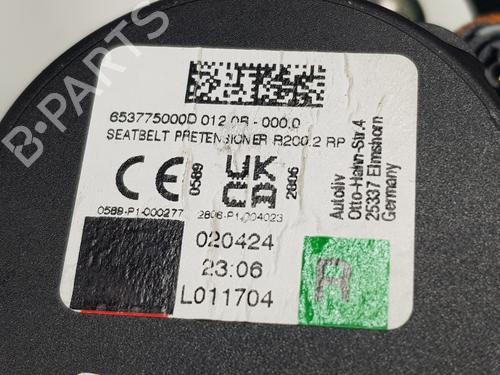 653775000D 012 0B - 000.0
SEATBELT PRETENSIONER R200.2 RP
CE 0589
UK CA 2806
0589-P1-000277
2806-P1-004023
Autoliv
Otto-Hahn-Str.4
25337 Elmshorn
Germany
020424
23:06
L011704
R
B-PARTS